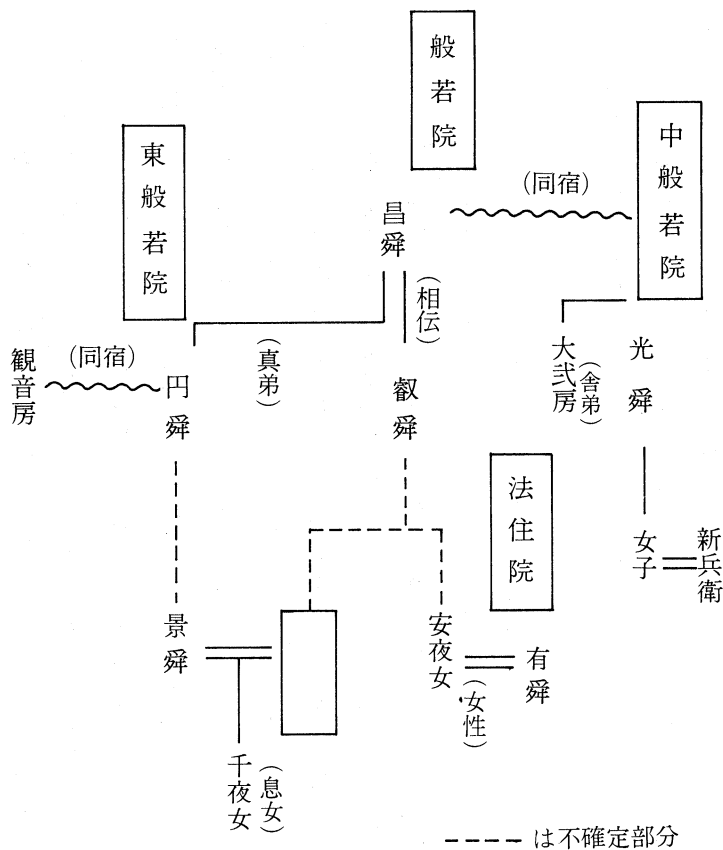 般若院
中般若院
東般若院
(同宿)
昌舜
(相伝)
(真弟)
光舜
大弐房
(舎弟)
叡舜
円舜
(同宿)
観音房
法住院
新兵衛
女子
有舜
安夜女
(女性)
景舜
千夜女
(息女)
は不確定部分